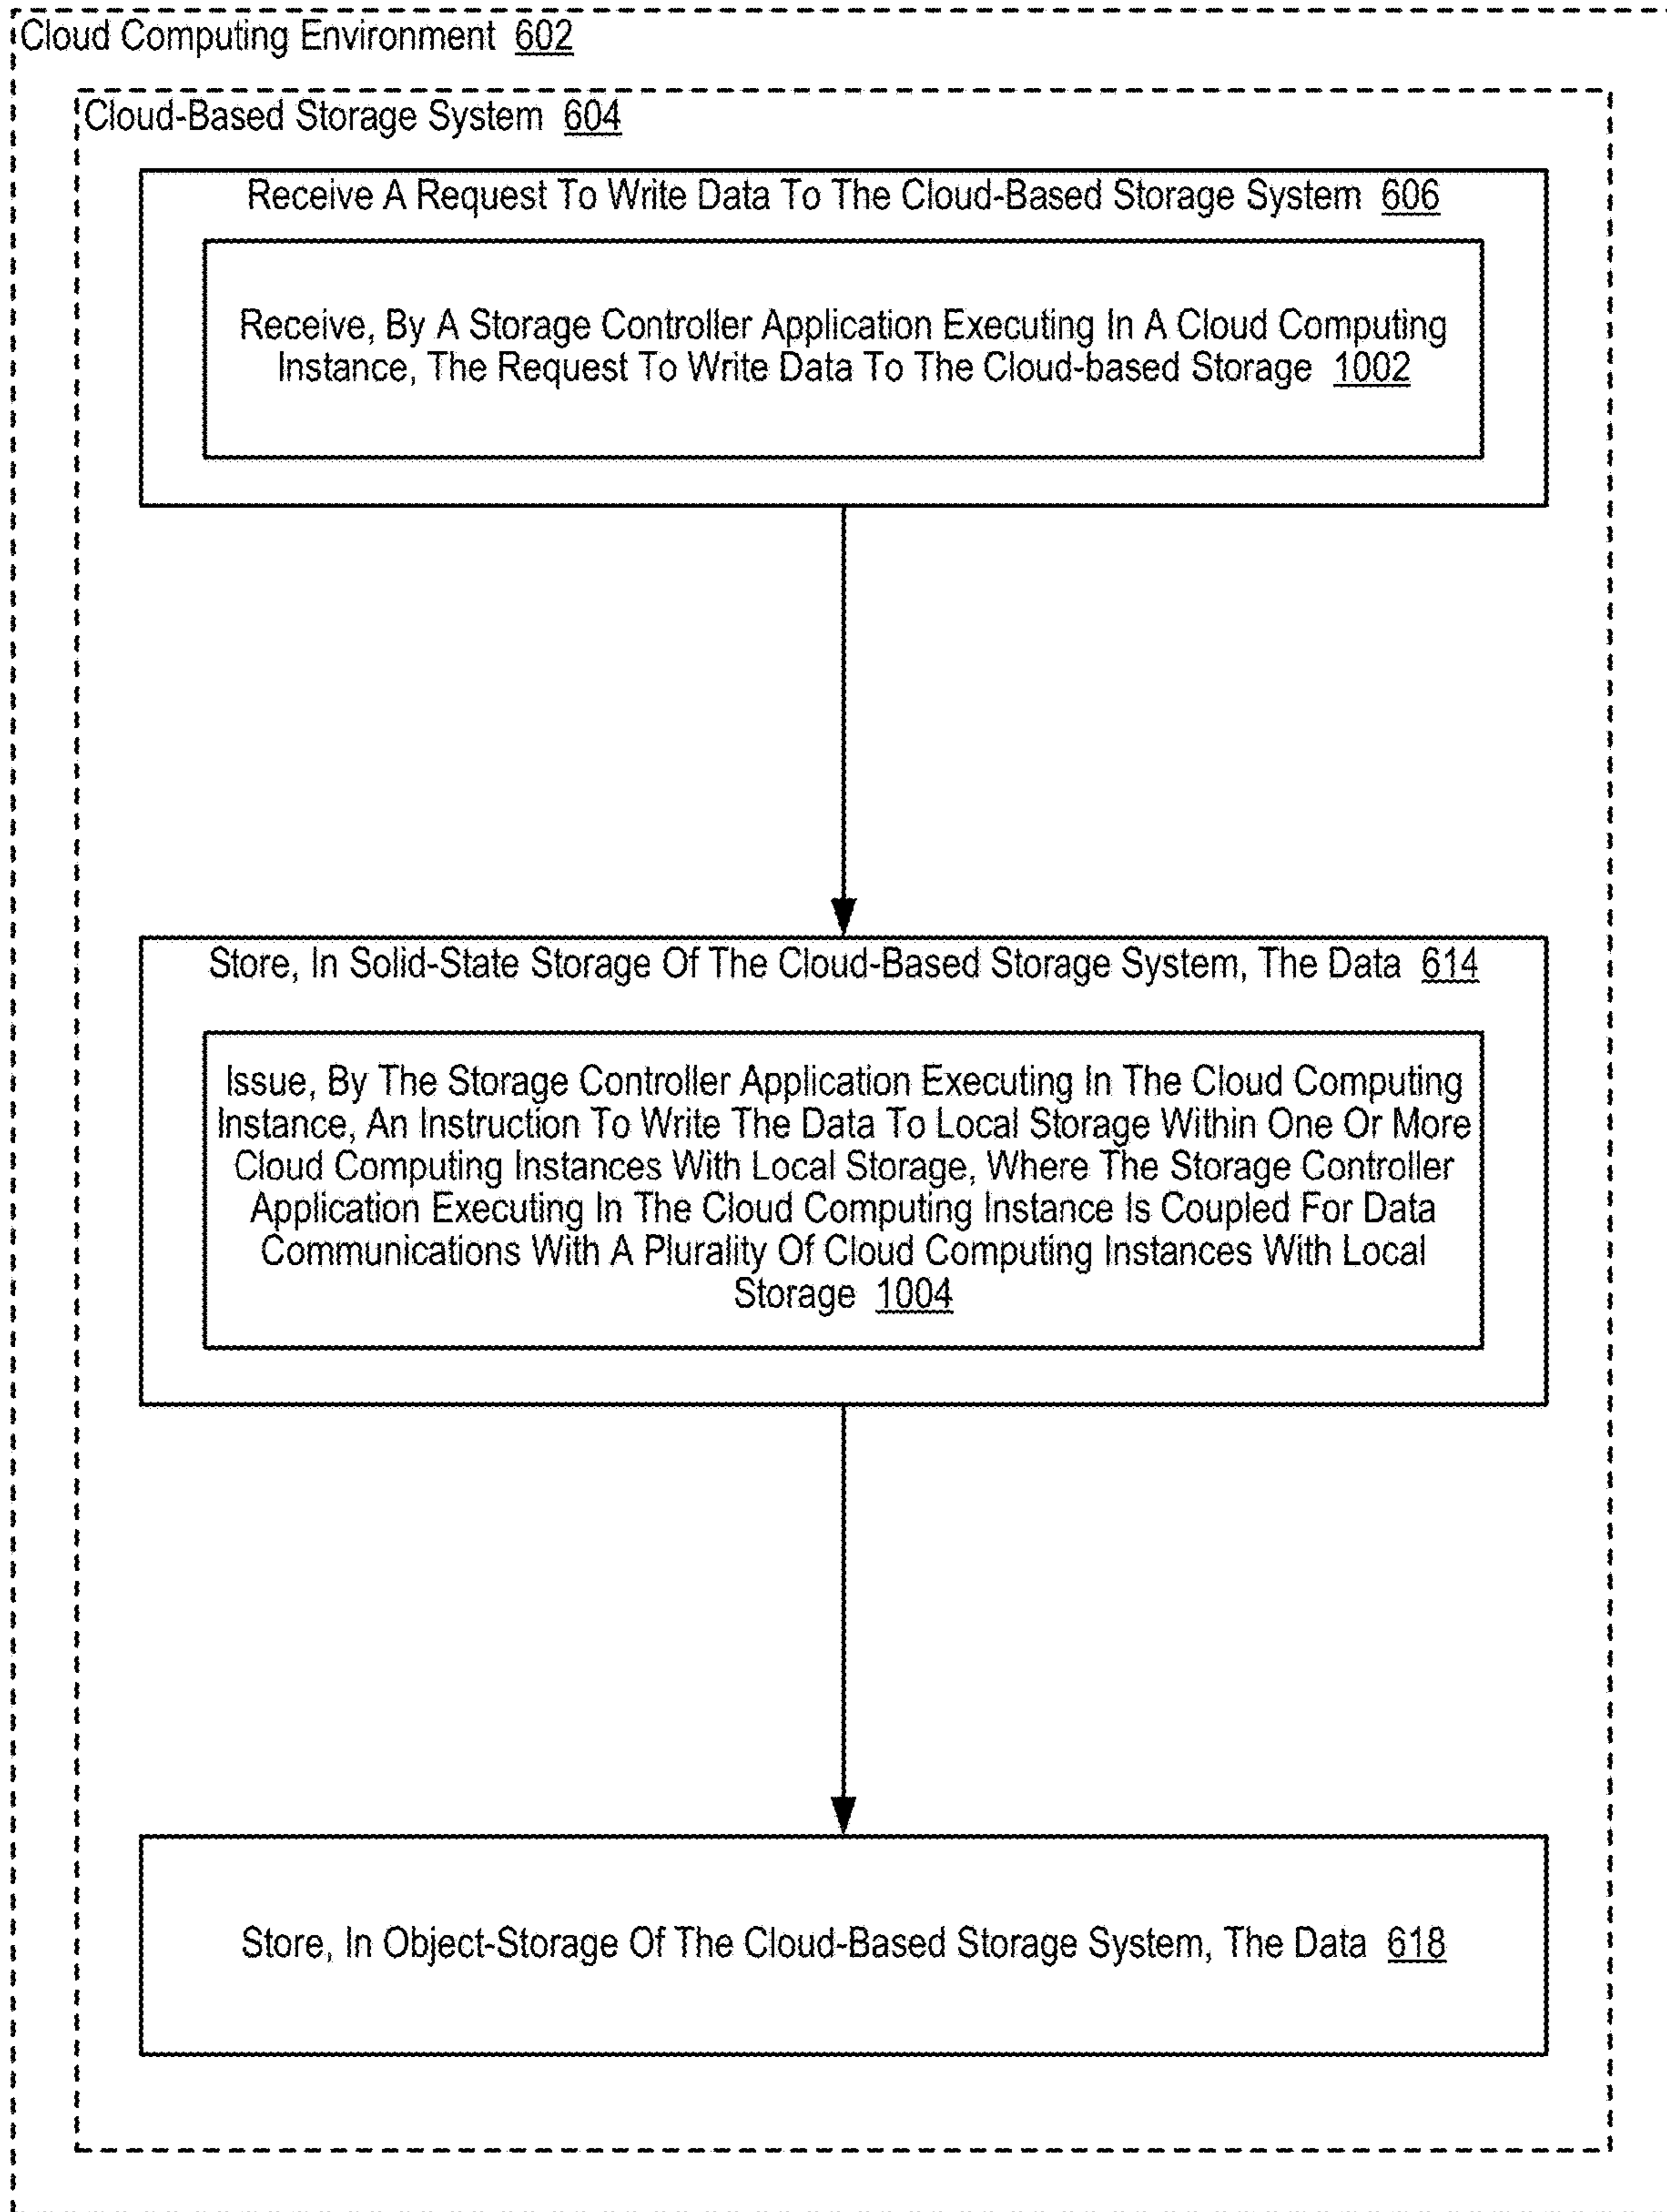 Cloud Computing Environment 602
Cloud-Based Storage System 604
Receive A Request To Write Data To The Cloud-Based Storage System 606
Receive, By A Storage Controller Application Executing In A Cloud Computing
Instance, The Request To Write Data To The Cloud-based Storage 1002
Store, In Solid-State Storage Of The Cloud-Based Storage System, The Data 614
Issue, By The Storage Controller Application Executing In The Cloud Computing
Instance, An Instruction To Write The Data To Local Storage Within One Or More
Cloud Computing Instances With Local Storage, Where The Storage Controller
Application Executing In The Cloud Computing Instance Is Coupled For Data
Communications With A Plurality Of Cloud Computing Instances With Local
Storage 1004
Store, In Object-Storage Of The Cloud-Based Storage System, The Data 618